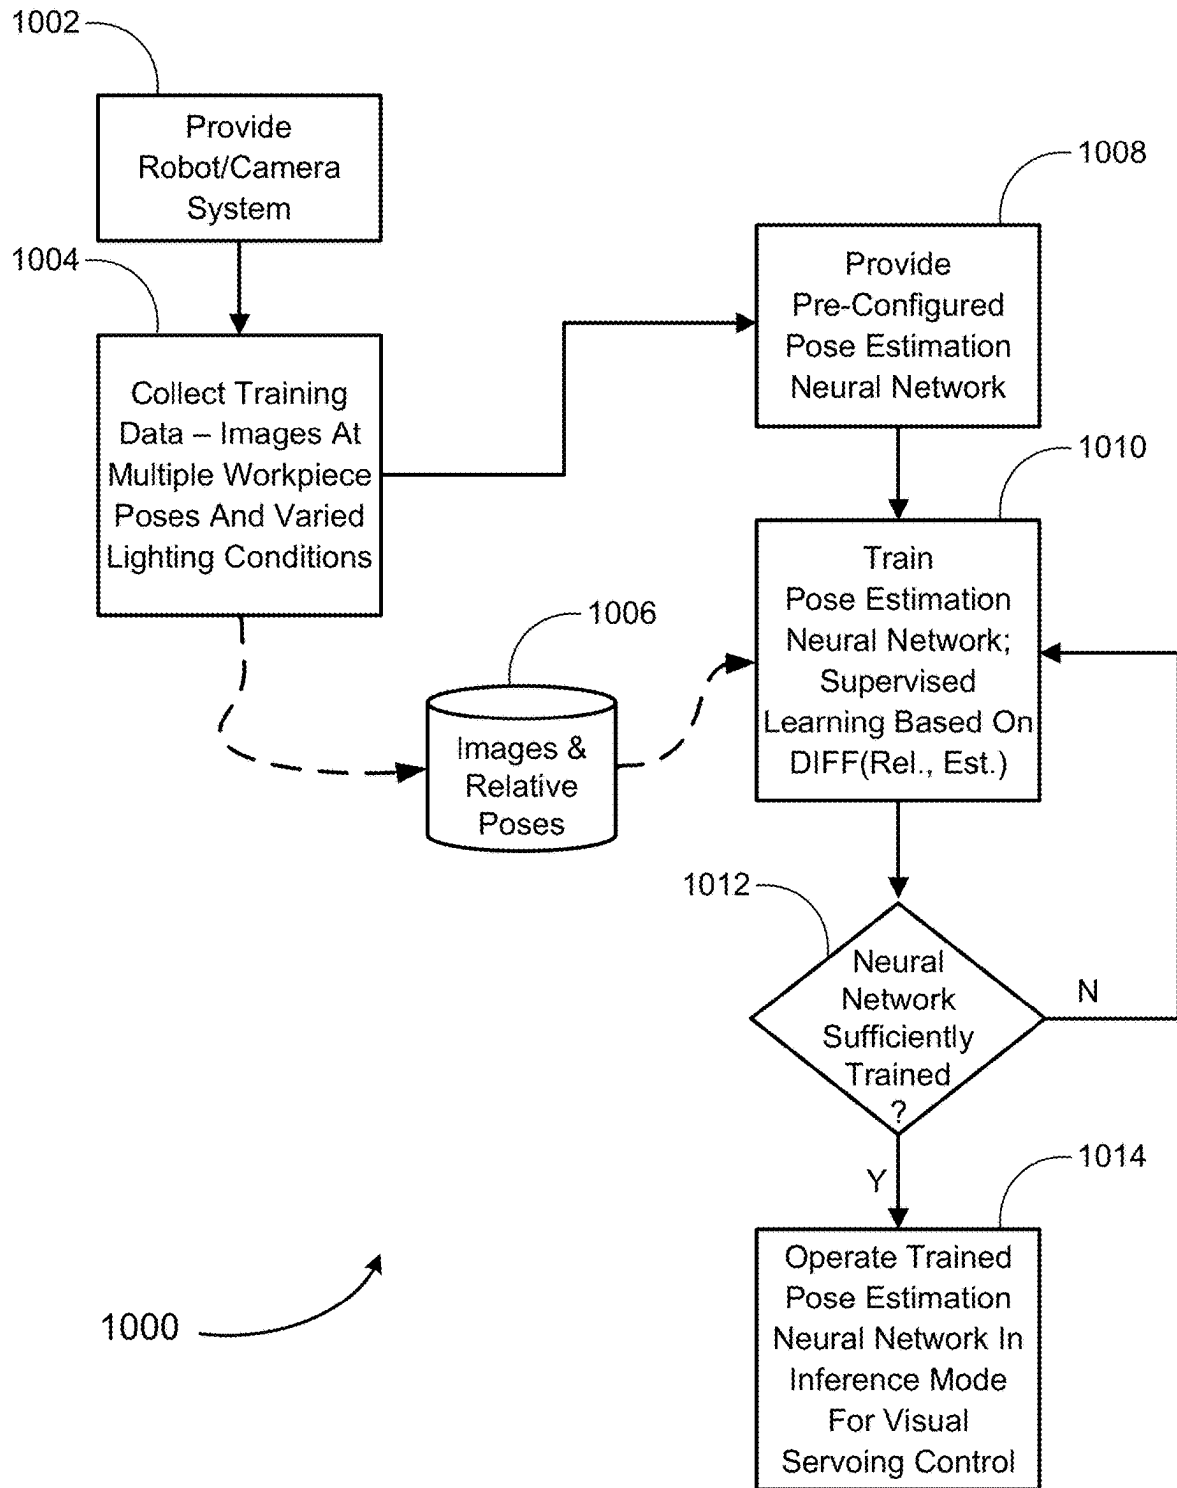 1002
Provide
Robot/Camera
System
1004
Collect Training
Data – Images At
Multiple Workpiece
Poses And Varied
Lighting Conditions
1006
Images &
Relative
Poses
1008
Provide
Pre-Configured
Pose Estimation
Neural Network
1010
Train
Pose Estimation
Neural Network;
Supervised
Learning Based On
DIFF(Rel., Est.)
1012
Neural
Network
Sufficiently
Trained
?
N
Y
1014
Operate Trained
Pose Estimation
Neural Network In
Inference Mode
For Visual
Servoing Control
1000